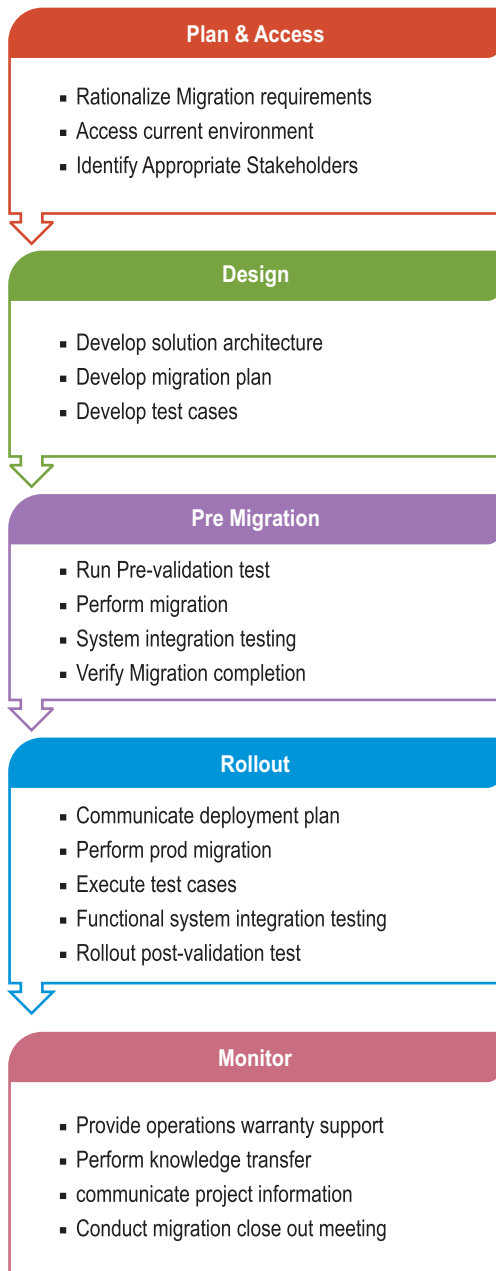 Plan & Access
▪ Rationalize Migration requirements
▪ Access current environment
▪ Identify Appropriate Stakeholders
Design
▪ Develop solution architecture
▪ Develop migration plan
▪ Develop test cases
Pre Migration
▪ Run Pre-validation test
▪ Perform migration
▪ System integration testing
▪ Verify Migration completion
Rollout
▪ Communicate deployment plan
▪ Perform prod migration
▪ Execute test cases
▪ Functional system integration testing
▪ Rollout post-validation test
Monitor
▪ Provide operations warranty support
▪ Perform knowledge transfer
▪ communicate project information
▪ Conduct migration close out meeting